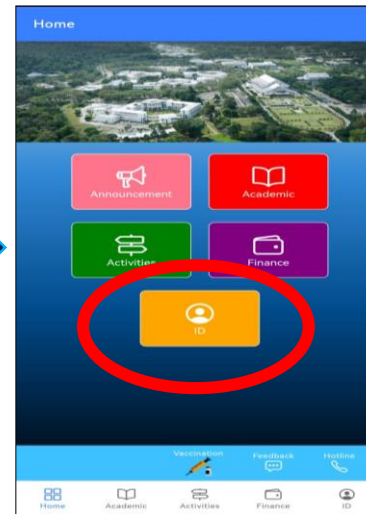 Home
Announcement
Academic
Activities
Finance
ID
Vaccination
Feedback
Hotline
Home
Academic
Activities
Finance
ID